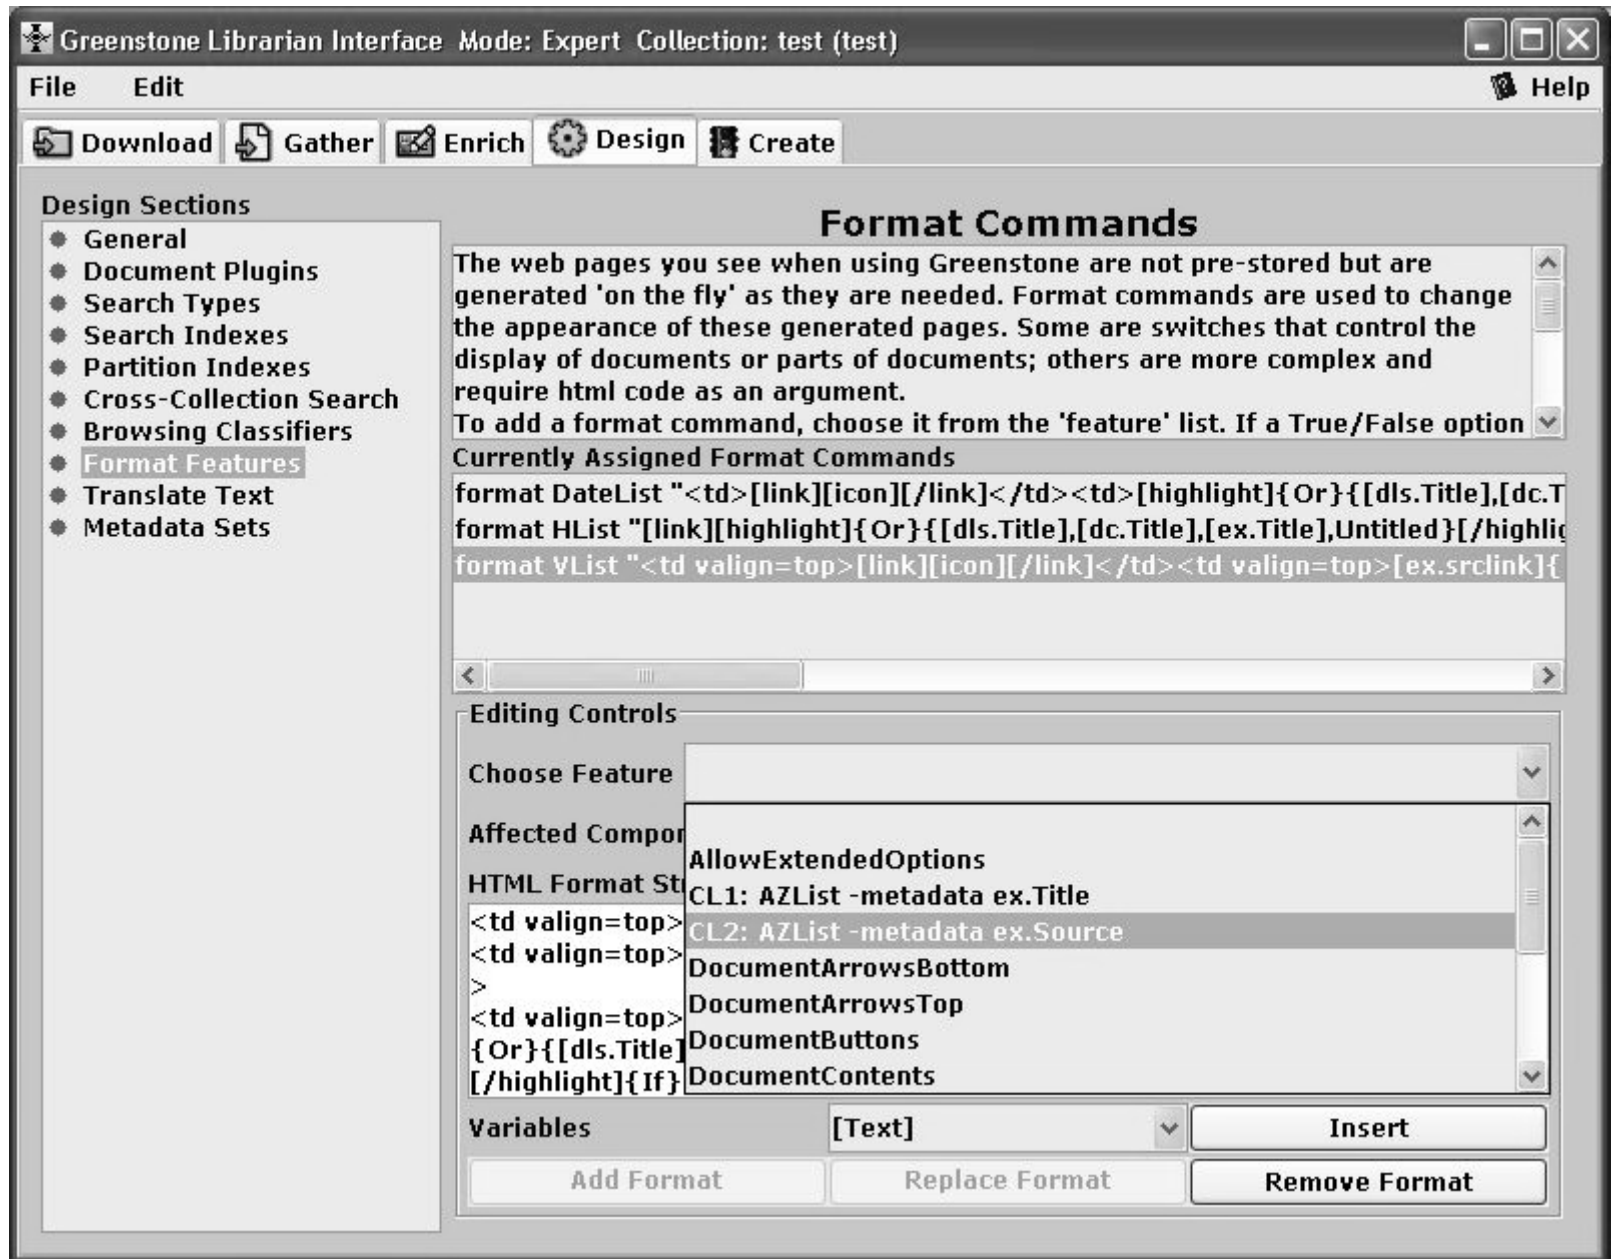 Greenstone Librarian Interface Mode: Expert Collection: test (test)
File Edit Help
Download Gather Enrich Design Create
Design Sections
General
Document Plugins
Search Types
Search Indexes
Partition Indexes
Cross-Collection Search
Browsing Classifiers
Format Features
Translate Text
Metadata Sets
Format Commands
The web pages you see when using Greenstone are not pre-stored but are
generated 'on the fly' as they are needed. Format commands are used to change
the appearance of these generated pages. Some are switches that control the
display of documents or parts of documents; others are more complex and
require html code as an argument.
To add a format command, choose it from the 'feature' list. If a True/False option
Currently Assigned Format Commands
format DateList "<td>[link][icon][/link]</td><td>[highlight]{Or}{[dls.Title],[dc.T
format HList "[link][highlight]{Or}{[dls.Title],[dc.Title],[ex.Title],Untitled}[/highlig
format VList "<td valign=top>[link][icon][/link]</td><td valign=top>[ex.srclink]{
Editing Controls
Choose Feature
Affected Compor
AllowExtendedOptions
CL1: AZList -metadata ex.Title
CL2: AZList -metadata ex.Source
DocumentArrowsBottom
DocumentArrowsTop
DocumentButtons
DocumentContents
HTML Format Str
<td valign=top>
<td valign=top>
>
<td valign=top>
{Or}{[dls.Title]
[/highlight]{If}
Variables [Text] Insert
Add Format Replace Format Remove Format